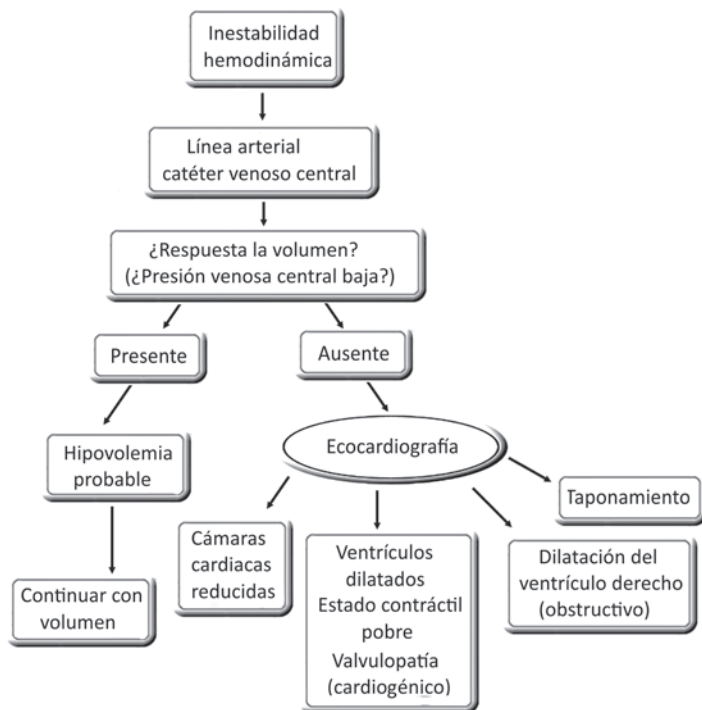 Inestabilidad
hemodinámica
Línea arterial
catéter venoso central
¿Respuesta la volumen?
(¿Presión venosa central baja?)
Presente
Ausente
Hipovolemia
probable
Ecocardiografía
Taponamiento
Cámaras
cardiacas
reducidas
Ventrículos
dilatados
Estado contráctil
pobre
Valvulopatía
(cardiogénico)
Dilatación del
ventrículo derecho
(obstructivo)
Continuar con
volumen